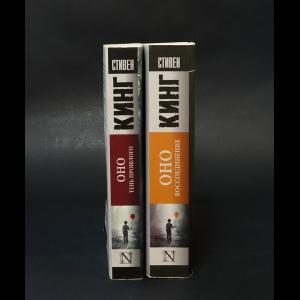 СТИВЕН
КИНГ
ОНО
ТЕНЬ ПРОШЛОГО
N
СТИВЕН
КИНГ
ОНО
ВОССОЕДИНЕНИЕ
N